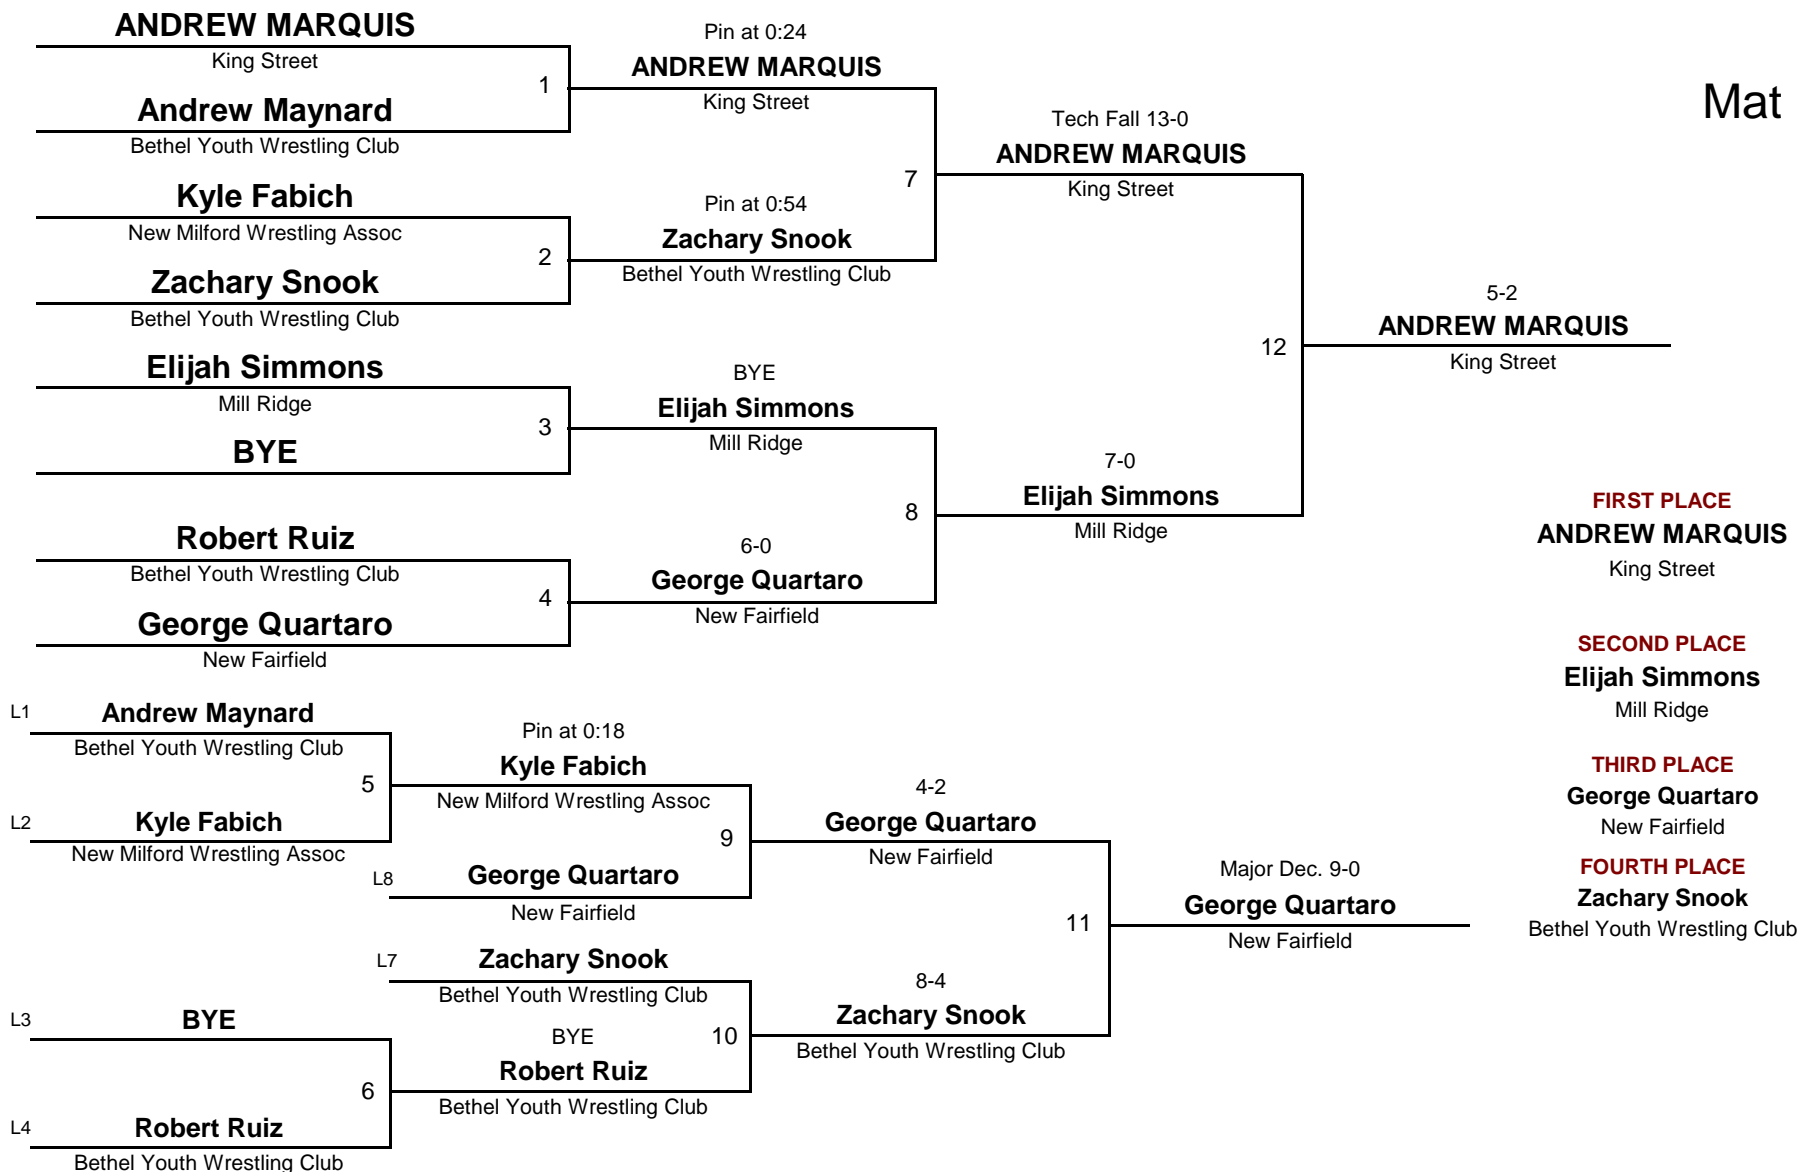 ANDREW MARQUIS
King Street
1
Andrew Maynard
Bethel Youth Wrestling Club
Kyle Fabich
New Milford Wrestling Assoc
2
Zachary Snook
Bethel Youth Wrestling Club
Elijah Simmons
Mill Ridge
3
BYE
Robert Ruiz
Bethel Youth Wrestling Club
4
George Quartaro
New Fairfield
Pin at 0:24
ANDREW MARQUIS
King Street
7
Pin at 0:54
Zachary Snook
Bethel Youth Wrestling Club
BYE
Elijah Simmons
Mill Ridge
8
6-0
George Quartaro
New Fairfield
Tech Fall 13-0
ANDREW MARQUIS
King Street
12
7-0
Elijah Simmons
Mill Ridge
5-2
ANDREW MARQUIS
King Street
Mat
FIRST PLACE
ANDREW MARQUIS
King Street
SECOND PLACE
Elijah Simmons
Mill Ridge
THIRD PLACE
George Quartaro
New Fairfield
FOURTH PLACE
Zachary Snook
Bethel Youth Wrestling Club
L1
Andrew Maynard
Bethel Youth Wrestling Club
5
L2
Kyle Fabich
New Milford Wrestling Assoc
L3
BYE
6
L4
Robert Ruiz
Bethel Youth Wrestling Club
Pin at 0:18
Kyle Fabich
New Milford Wrestling Assoc
9
L8
George Quartaro
New Fairfield
L7
Zachary Snook
Bethel Youth Wrestling Club
10
BYE
Robert Ruiz
Bethel Youth Wrestling Club
4-2
George Quartaro
New Fairfield
11
8-4
Zachary Snook
Bethel Youth Wrestling Club
Major Dec. 9-0
George Quartaro
New Fairfield